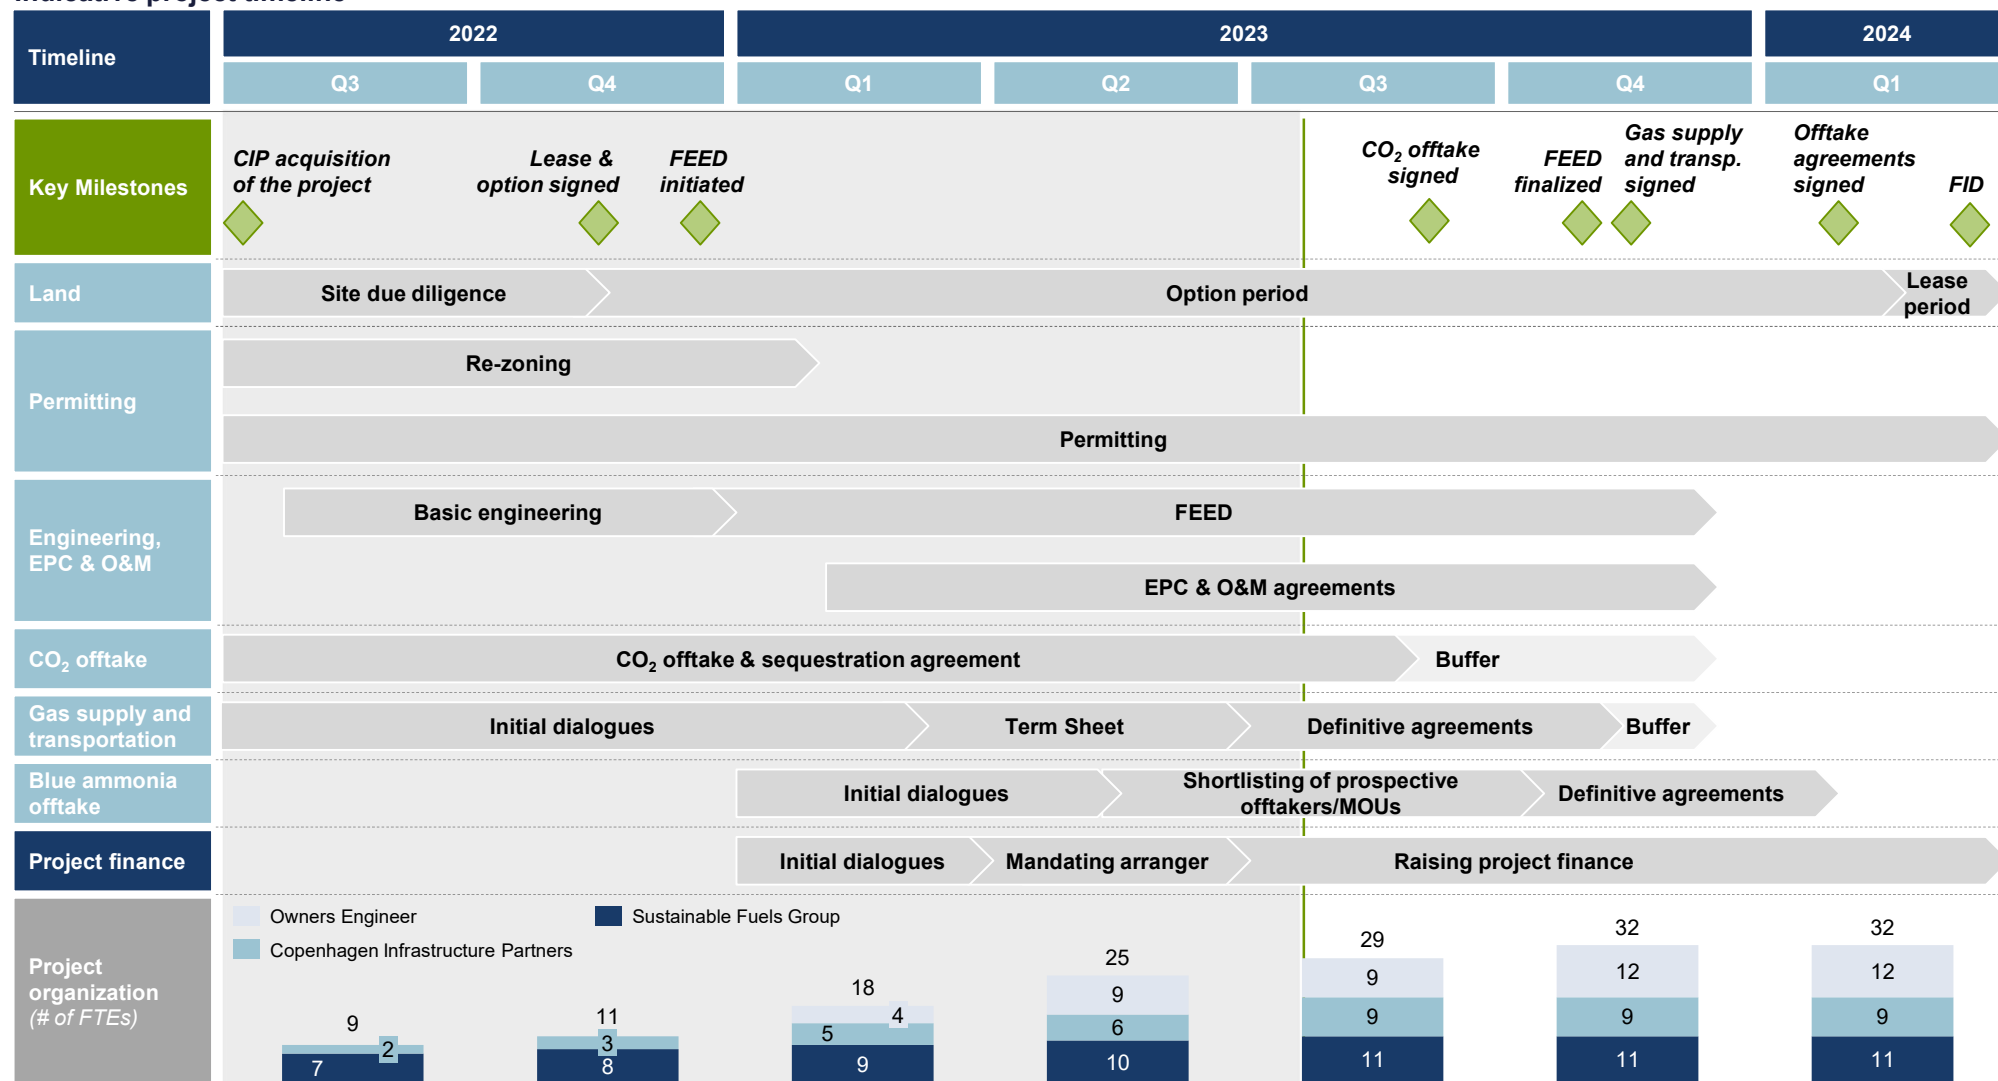 Indicative project timeline
Timeline
2022
2023
2024
Q3
Q4
Q1
Q2
Q3
Q4
Q1
Key Milestones
CIP acquisition
of the project
Lease &
option signed
FEED
initiated
CO2 offtake
signed
FEED
finalized
Gas supply
and transp.
signed
Offtake
agreements
signed
FID
Land
Site due diligence
Option period
Lease
period
Permitting
Re-zoning
Permitting
Engineering,
EPC & O&M
Basic engineering
FEED
EPC & O&M agreements
CO2 offtake
CO2 offtake & sequestration agreement
Buffer
Gas supply and
transportation
Initial dialogues
Term Sheet
Definitive agreements
Buffer
Blue ammonia
offtake
Initial dialogues
Shortlisting of prospective
offtakers/MOUs
Definitive agreements
Project finance
Initial dialogues
Mandating arranger
Raising project finance
Project
organization
(# of FTEs)
Owners Engineer
Sustainable Fuels Group
Copenhagen Infrastructure Partners
9
2
7
11
3
8
18
4
5
9
25
9
6
10
29
9
9
11
32
12
9
11
32
12
9
11